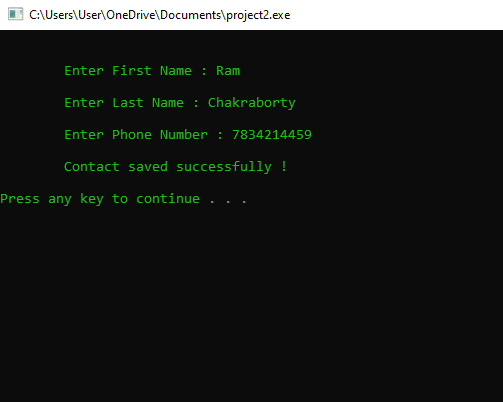 C:\Users\User\OneDrive\Documents\project2.exe
Enter First Name : Ram
Enter Last Name : Chakraborty
Enter Phone Number : 7834214459
Contact saved successfully !
Press any key to continue . . .